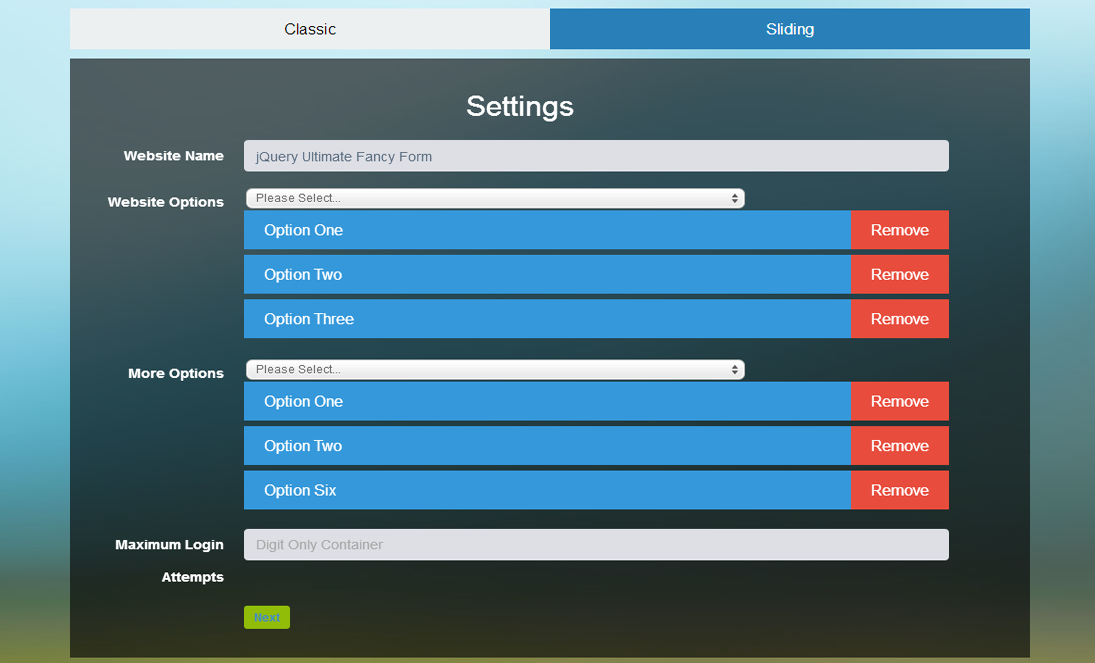 Classic
Sliding
Settings
Website Name
jQuery Ultimate Fancy Form
Website Options
Please Select...
Option One
Remove
Option Two
Remove
Option Three
Remove
More Options
Please Select...
Option One
Remove
Option Two
Remove
Option Six
Remove
Maximum Login
Attempts
Digit Only Container
Next